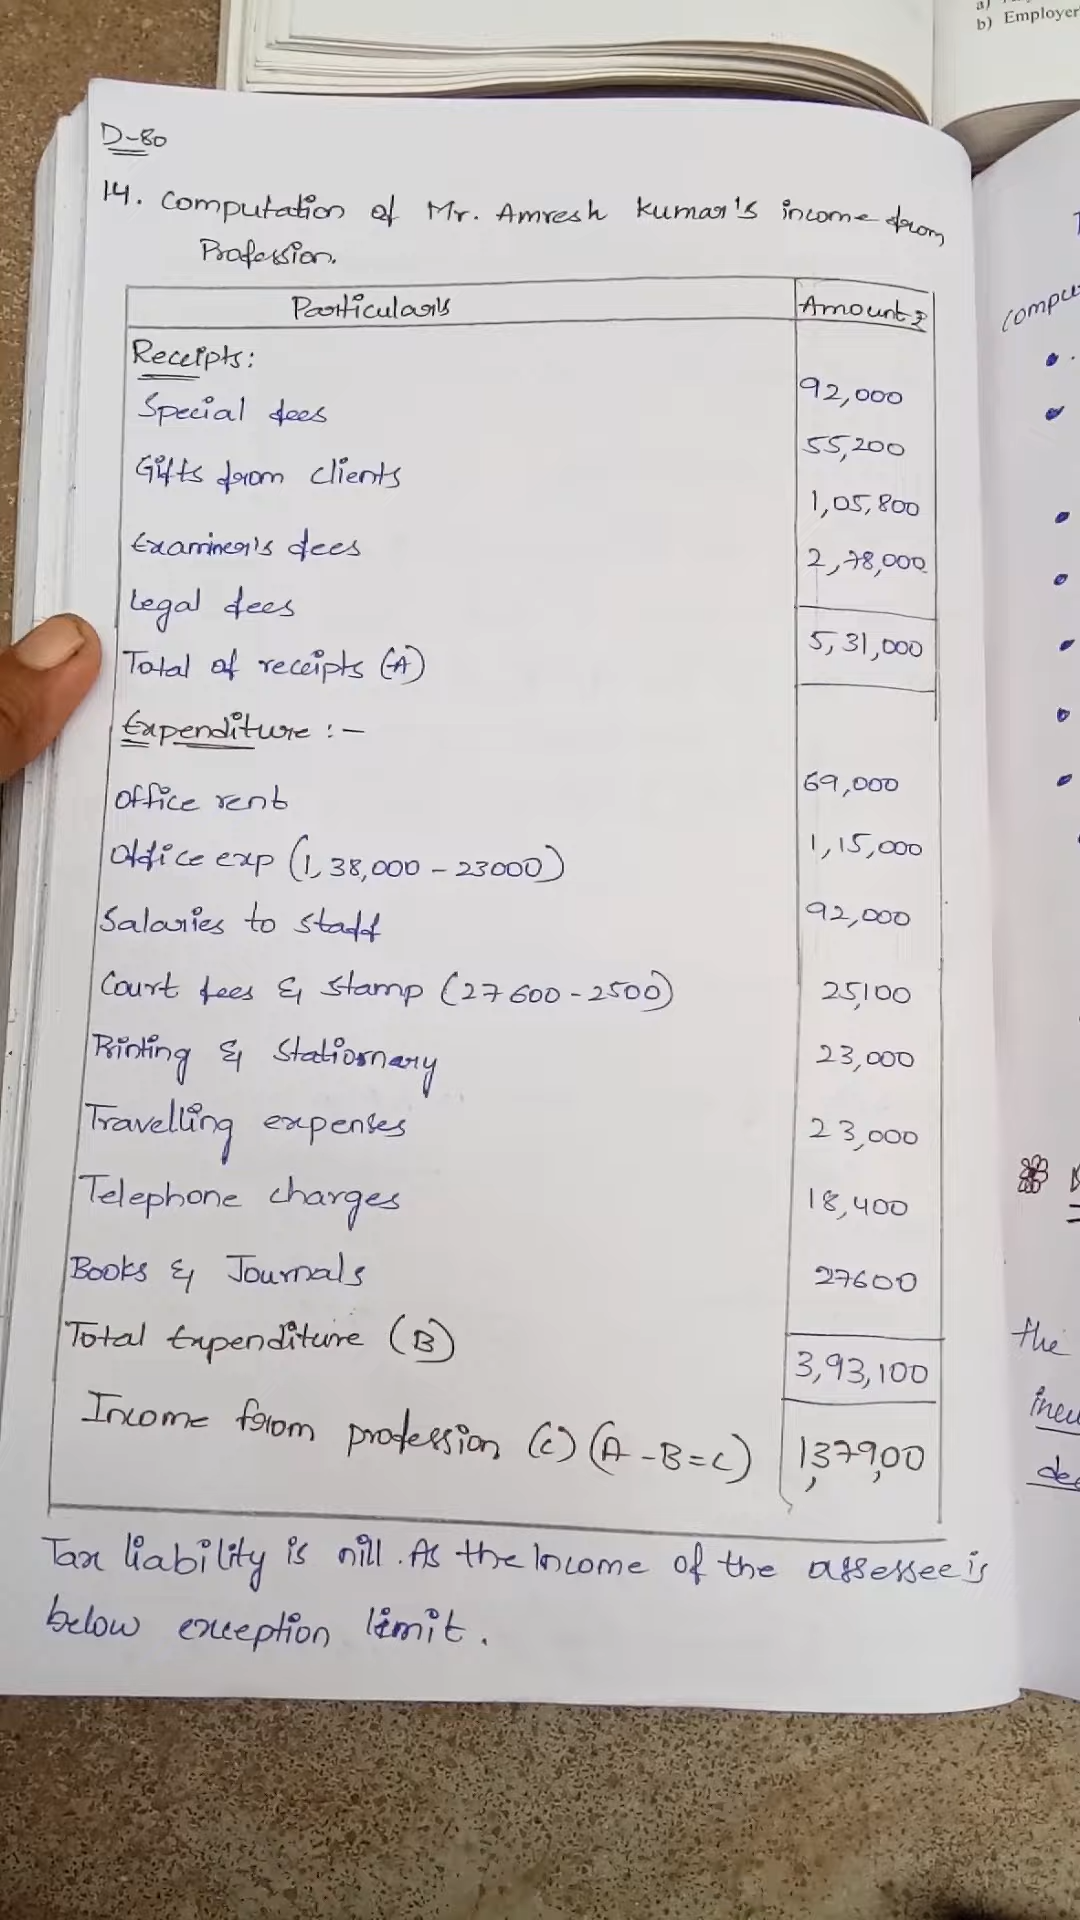 b) Employer
D-80
14. Computation of Mr. Amresh Kumar's income from
Profession.
Particulars Amount ₹
Receipts:
Special fees 92,000
Gifts from clients 55,200
Examiner's fees 1,05,800
Legal fees 2,78,000
Total of receipts (A) 5,31,000
Expenditure :-
Office rent 69,000
Office exp (1,38,000 - 23000) 1,15,000
Salaries to staff 92,000
Court fees & Stamp (27600-2500) 25,100
Printing & Stationary 23,000
Travelling expenses 23,000
Telephone charges 18,400
Books & Journals 27600
Total Expenditure (B) 3,93,100
Income from profession (C) (A-B=C) 1,37,900
Tax liability is nill. As the Income of the assessee is
below exception limit.
the